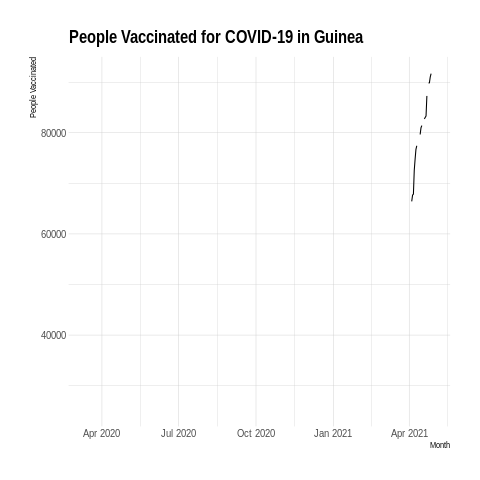 People Vaccinated for COVID-19 in Guinea
People Vaccinated
80000
60000
40000
Apr 2020 Jul 2020 Oct 2020 Jan 2021 Apr 2021
Month